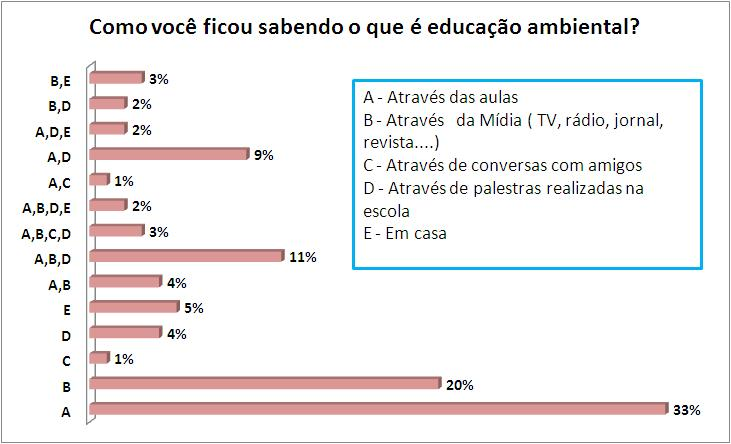 Como você ficou sabendo o que é educação ambiental?
B,E 3%
B,D 2%
A,D,E 2%
A,D 9%
A,C 1%
A,B,D,E 2%
A,B,C,D 3%
A,B,D 11%
A,B 4%
E 5%
D 4%
C 1%
B 20%
A 33%
A - Através das aulas
B - Através da Mídia ( TV, rádio, jornal,
revista....)
C - Através de conversas com amigos
D - Através de palestras realizadas na
escola
E - Em casa